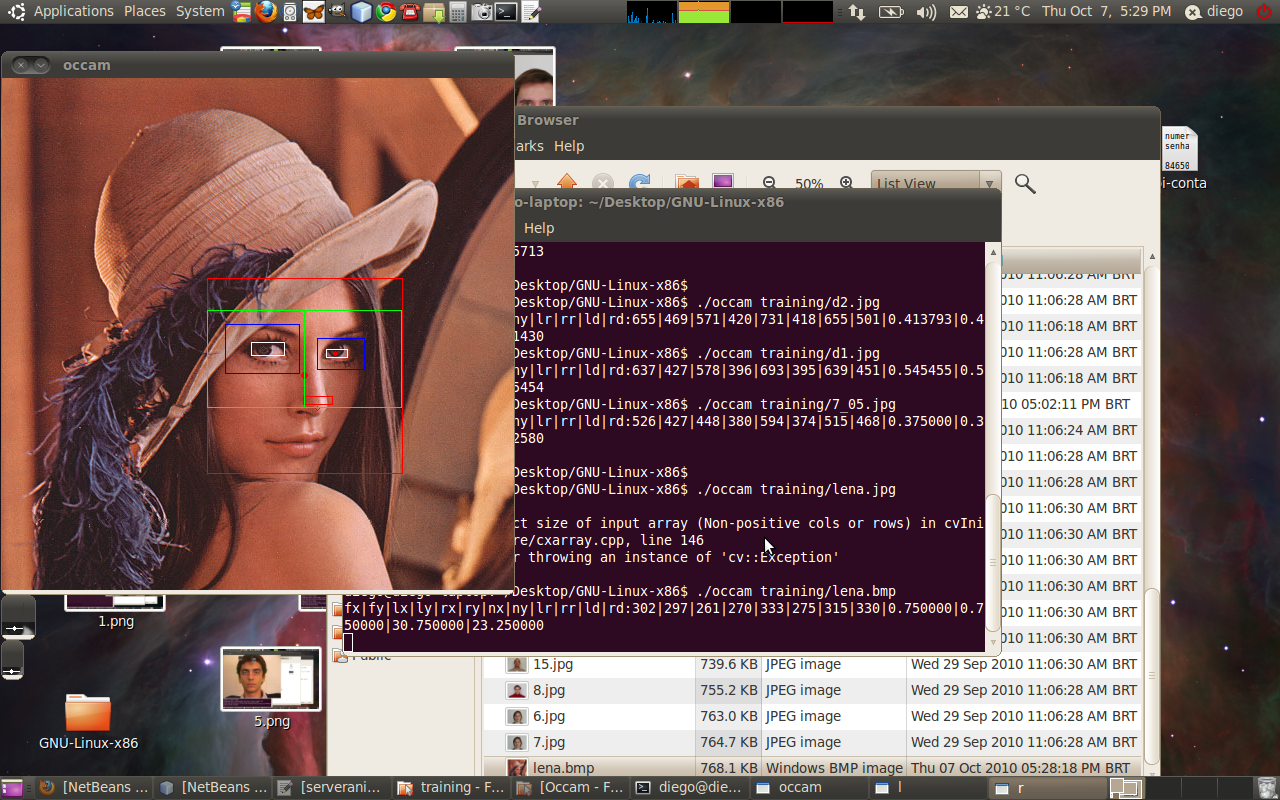 Applications Places System
21 °C Thu Oct 7, 5:29 PM diego
occam
Browser
arks Help
50% List View
o-laptop: ~/Desktop/GNU-Linux-x86
Help
numer
senha
84650
oi-conta
5713
Desktop/GNU-Linux-x86$
Desktop/GNU-Linux-x86$ ./occam training/d2.jpg
ny|lr|rr|ld|rd:655|469|571|420|731|418|655|501|0.413793|0.4
1430
Desktop/GNU-Linux-x86$ ./occam training/d1.jpg
ny|lr|rr|ld|rd:637|427|578|396|693|395|639|451|0.545455|0.5
5454
Desktop/GNU-Linux-x86$ ./occam training/7_05.jpg
ny|lr|rr|ld|rd:526|427|448|380|594|374|515|468|0.375000|0.3
2580
Desktop/GNU-Linux-x86$
Desktop/GNU-Linux-x86$ ./occam training/lena.jpg
ct size of input array (Non-positive cols or rows) in cvIni
re/cxarray.cpp, line 146
r throwing an instance of 'cv::Exception'
/Desktop/GNU-Linux-x86$ ./occam training/lena.bmp
fx|fy|lx|ly|rx|ry|nx|ny|lr|rr|ld|rd:302|297|261|270|333|275|315|330|0.750000|0.7
50000|30.750000|23.250000
010 11:06:28 AM BRT
010 11:06:28 AM BRT
010 11:06:18 AM BRT
010 11:06:28 AM BRT
010 11:06:18 AM BRT
10 05:02:11 PM BRT
010 11:06:24 AM BRT
010 11:06:28 AM BRT
010 11:06:28 AM BRT
010 11:06:28 AM BRT
010 11:06:30 AM BRT
010 11:06:30 AM BRT
010 11:06:30 AM BRT
010 11:06:30 AM BRT
010 11:06:28 AM BRT
Public
15.jpg 739.6 KB JPEG image Wed 29 Sep 2010 11:06:30 AM BRT
8.jpg 755.2 KB JPEG image Wed 29 Sep 2010 11:06:28 AM BRT
6.jpg 763.0 KB JPEG image Wed 29 Sep 2010 11:06:28 AM BRT
7.jpg 764.7 KB JPEG image Wed 29 Sep 2010 11:06:28 AM BRT
lena.bmp 768.1 KB Windows BMP image Thu 07 Oct 2010 05:28:18 PM BRT
1.png
5.png
GNU-Linux-x86
[NetBeans ... [NetBeans ... [serverani... training - F... [Occam - F... diego@die... occam l r